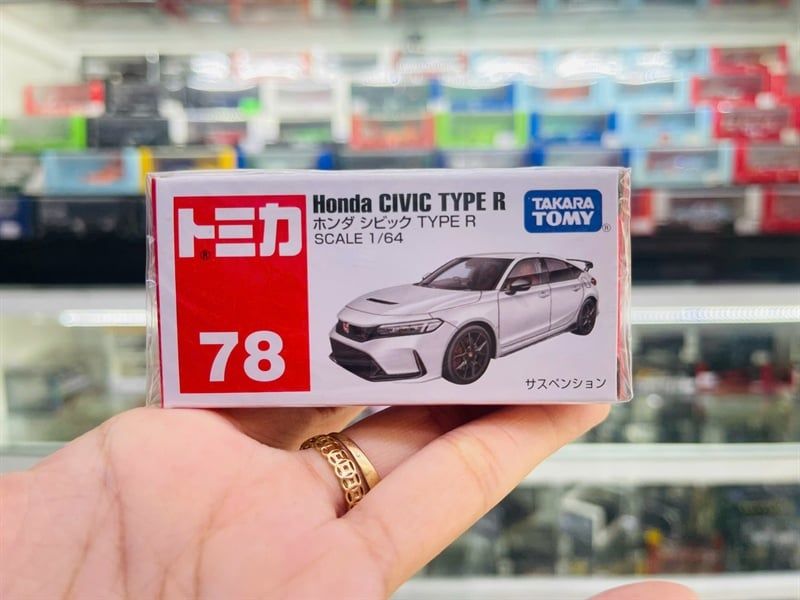 トミカ
®
78
Honda CIVIC TYPE R
ホンダ シビック TYPE R
SCALE 1/64
TAKARA
TOMY
®
サスペンション